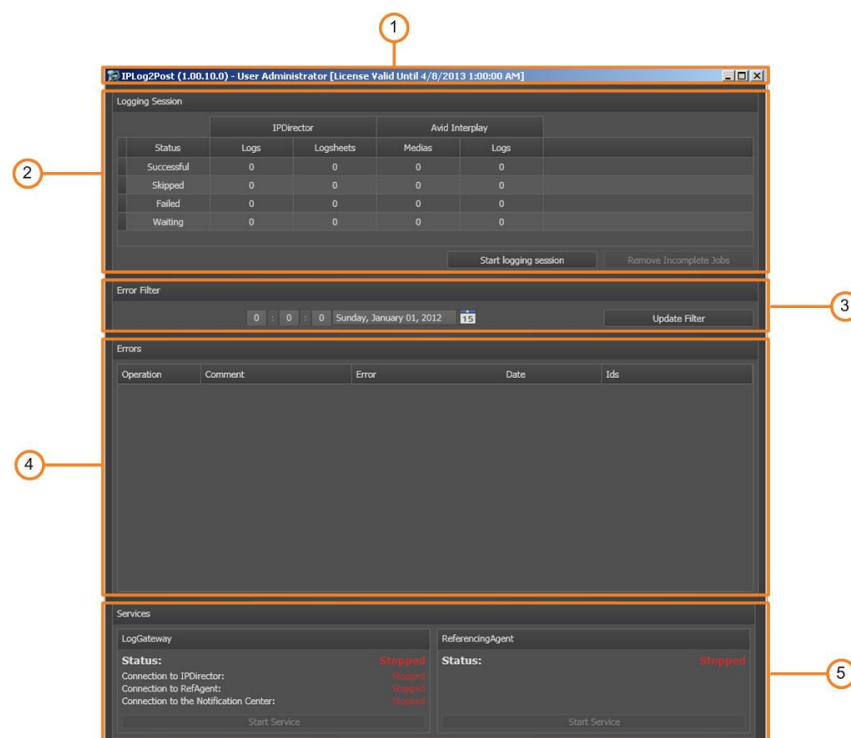 1
IPLog2Post (1.00.10.0) - User Administrator [License Valid Until 4/8/2013 1:00:00 AM]
Logging Session
IPDirector Avid Interplay
Status Logs Logsheets Medias Logs
2
Successful 0 0 0 0
Skipped 0 0 0 0
Failed 0 0 0 0
Waiting 0 0 0 0
Start logging session Remove Incomplete Jobs
Error Filter
3
0 : 0 : 0 Sunday, January 01, 2012 15 Update Filter
Errors
Operation Comment Error Date Ids
4
Services
LogGateway ReferencingAgent
Status: Stopped Status: Stopped
Connection to IPDirector: Stopped
5
Connection to RefAgent: Stopped
Connection to the Notification Center: Stopped
Start Service Start Service